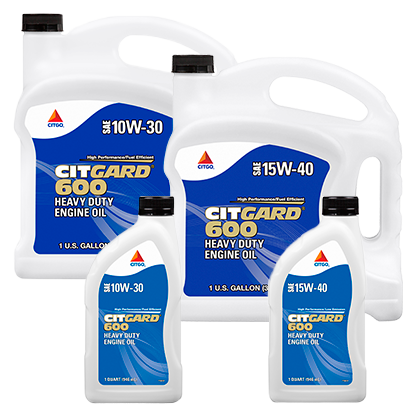 CITGO
SAE 10W-30
High Performance/Fuel Efficient
CITGARD
600
HEAVY DUTY
ENGINE OIL
1 U.S. GALLON
CITGO
SAE 15W-40
High Performance/Fuel Efficient
CITGARD
600
HEAVY DUTY
ENGINE OIL
1 U.S. GALLON (3
CITGO
SAE 10W-30
High Performance/Fuel Efficient
CITGARD
600
HEAVY DUTY
ENGINE OIL
1 QUART (946 mL)
CITGO
SAE 15W-40
High Performance/Fuel Efficient
CITGARD
600
HEAVY DUTY
ENGINE OIL
1 QUART (946 mL)